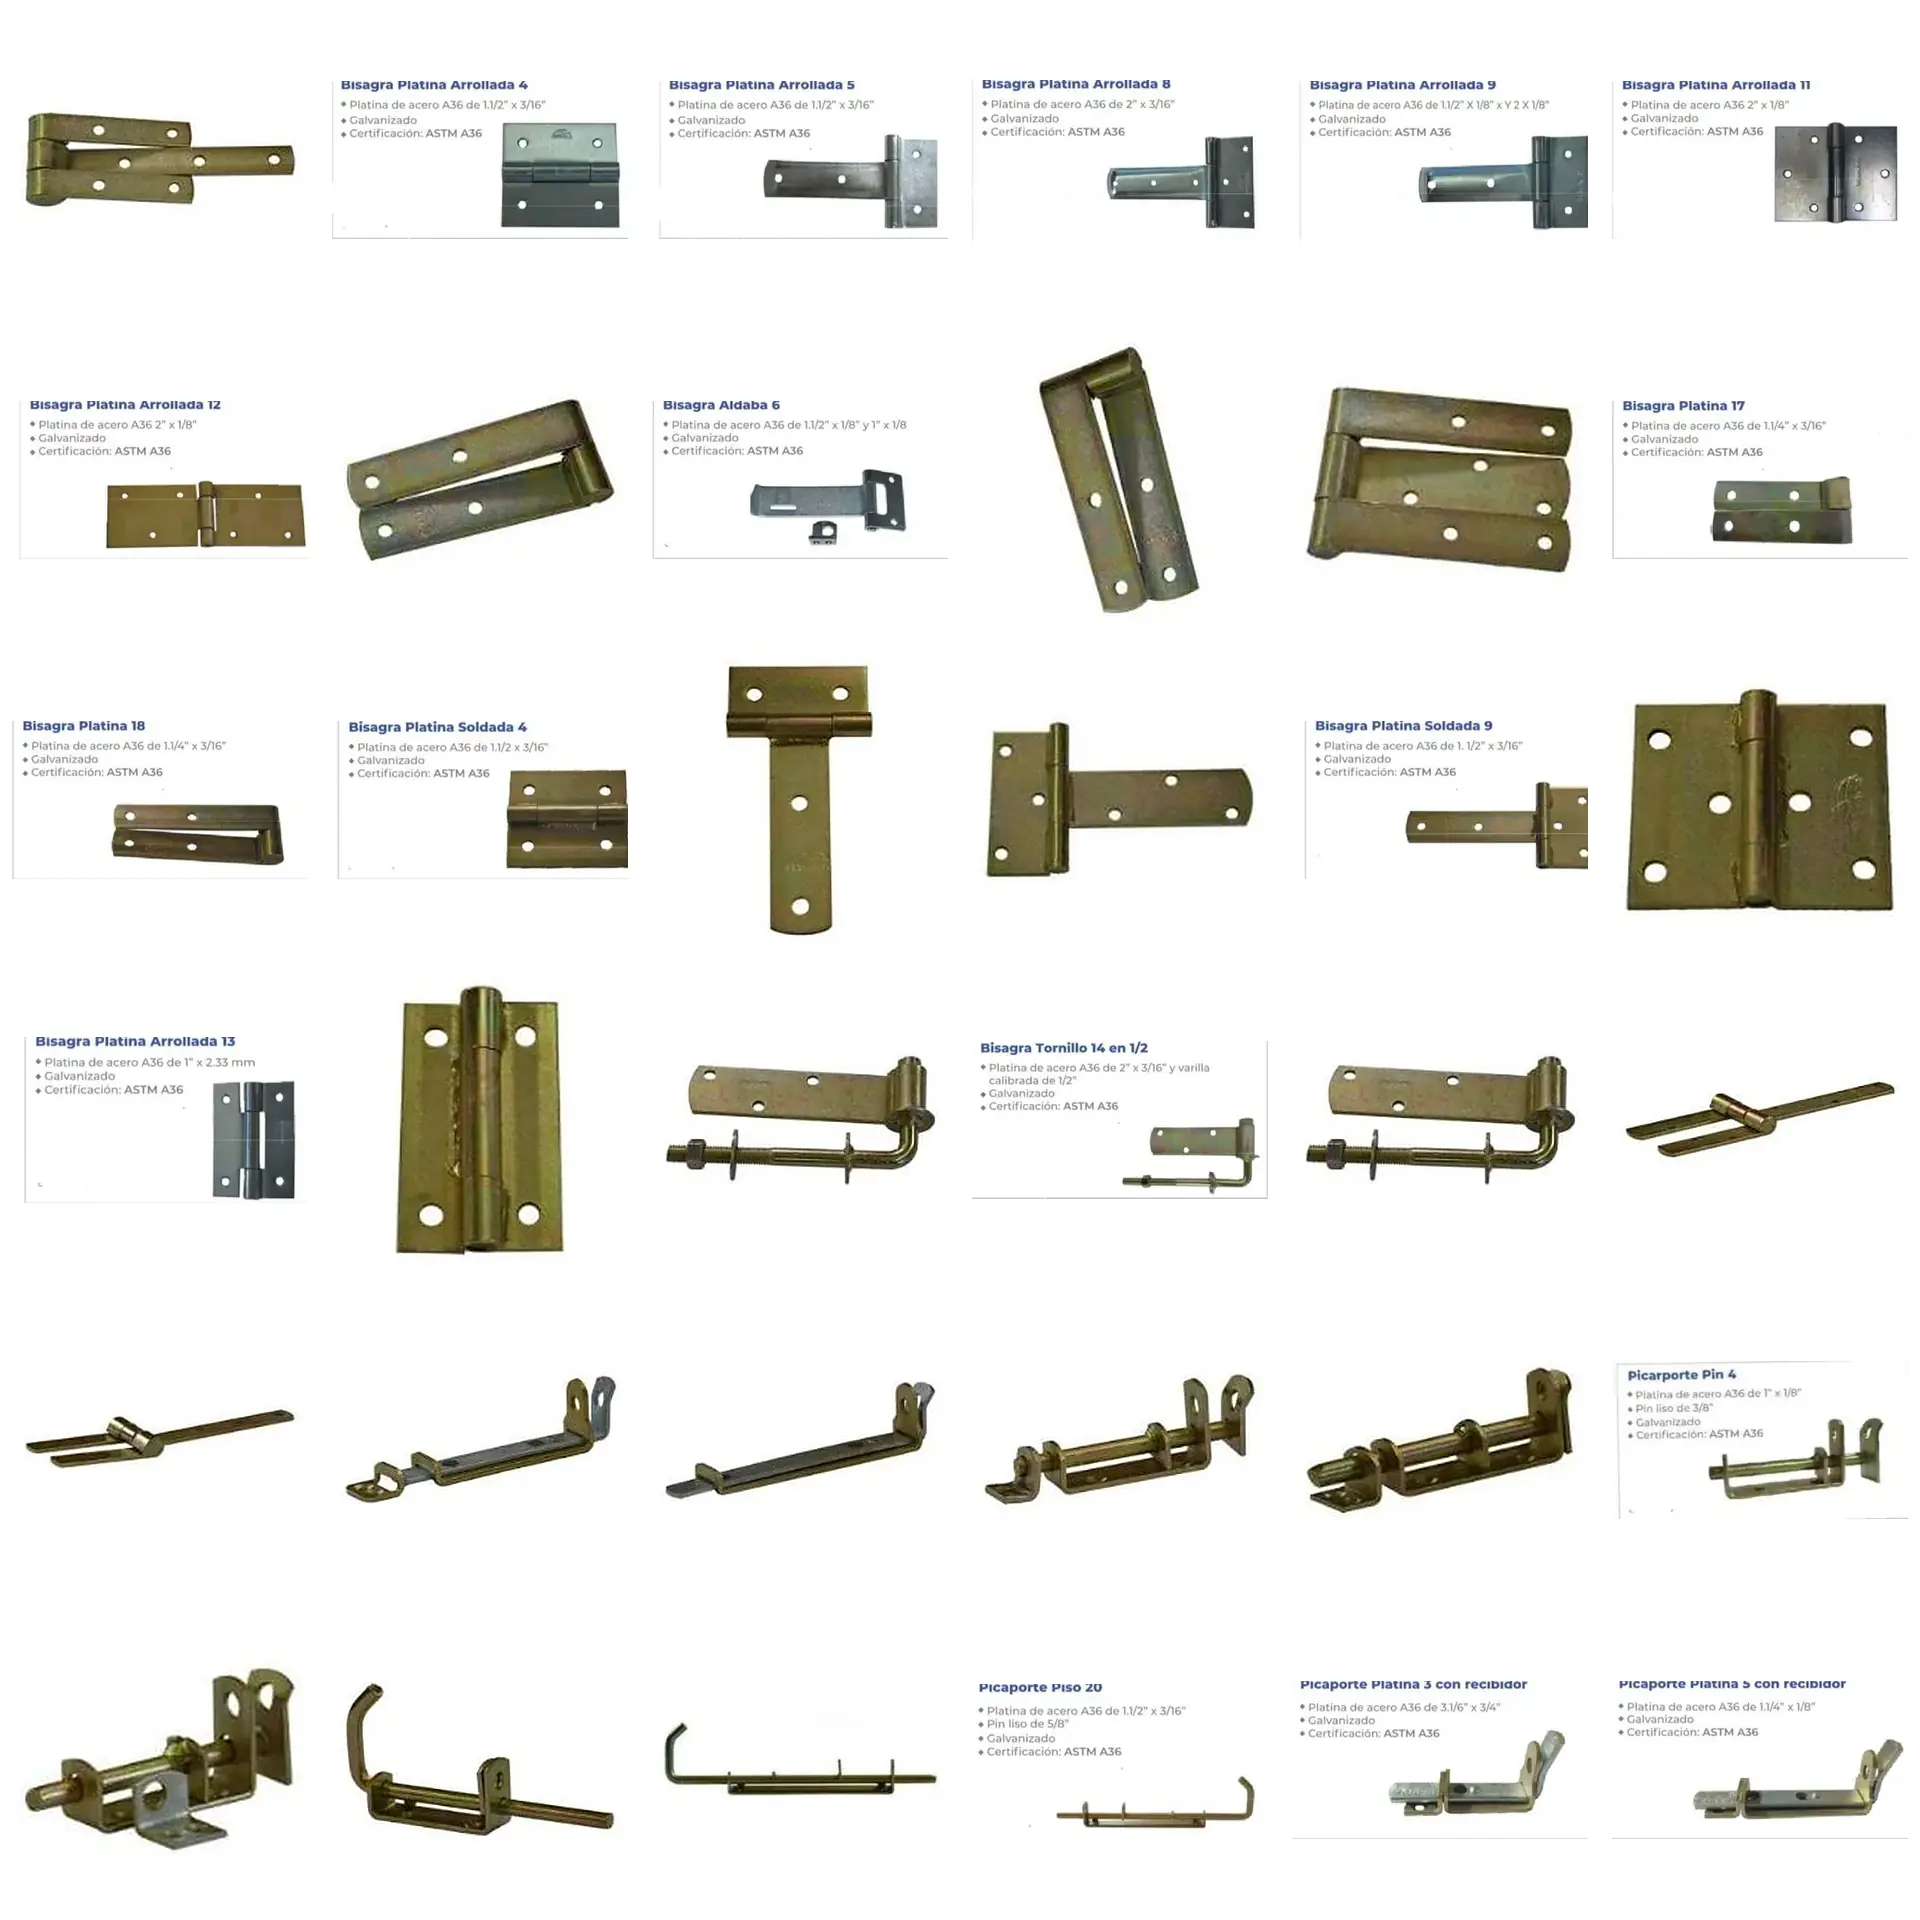 Bisagra Platina Arrollada 4
Platina de acero A36 de 1.1/2” x 3/16”
Galvanizado
Certificación: ASTM A36
Bisagra Platina Arrollada 5
Platina de acero A36 de 1.1/2” x 3/16”
Galvanizado
Certificación: ASTM A36
Bisagra Platina Arrollada 8
Platina de acero A36 de 2” x 3/16”
Galvanizado
Certificación: ASTM A36
Bisagra Platina Arrollada 9
Platina de acero A36 de 1.1/2” X 1/8” x Y 2 X 1/8”
Galvanizado
Certificación: ASTM A36
Bisagra Platina Arrollada 11
Platina de acero A36 2” x 1/8”
Galvanizado
Certificación: ASTM A36
Bisagra Platina Arrollada 12
Platina de acero A36 2” x 1/8”
Galvanizado
Certificación: ASTM A36
Bisagra Aldaba 6
Platina de acero A36 de 1.1/2” x 1/8” y 1” x 1/8
Galvanizado
Certificación: ASTM A36
Bisagra Platina 17
Platina de acero A36 de 1.1/4” x 3/16”
Galvanizado
Certificación: ASTM A36
Bisagra Platina 18
Platina de acero A36 de 1.1/4” x 3/16”
Galvanizado
Certificación: ASTM A36
Bisagra Platina Soldada 4
Platina de acero A36 de 1.1/2 x 3/16”
Galvanizado
Certificación: ASTM A36
Bisagra Platina Soldada 9
Platina de acero A36 de 1. 1/2” x 3/16”
Galvanizado
Certificación: ASTM A36
Bisagra Platina Arrollada 13
Platina de acero A36 de 1” x 2.33 mm
Galvanizado
Certificación: ASTM A36
Bisagra Tornillo 14 en 1/2
Platina de acero A36 de 2” x 3/16” y varilla
calibrada de 1/2”
Galvanizado
Certificación: ASTM A36
Picarporte Pin 4
Platina de acero A36 de 1” x 1/8”
Pin liso de 3/8”
Galvanizado
Certificación: ASTM A36
Picaporte Piso 20
Platina de acero A36 de 1.1/2” x 3/16”
Pin liso de 5/8”
Galvanizado
Certificación: ASTM A36
Picaporte Platina 3 con recibidor
Platina de acero A36 de 3.1/6” x 3/4”
Galvanizado
Certificación: ASTM A36
Picaporte Platina 5 con recibidor
Platina de acero A36 de 1.1/4” x 1/8”
Galvanizado
Certificación: ASTM A36